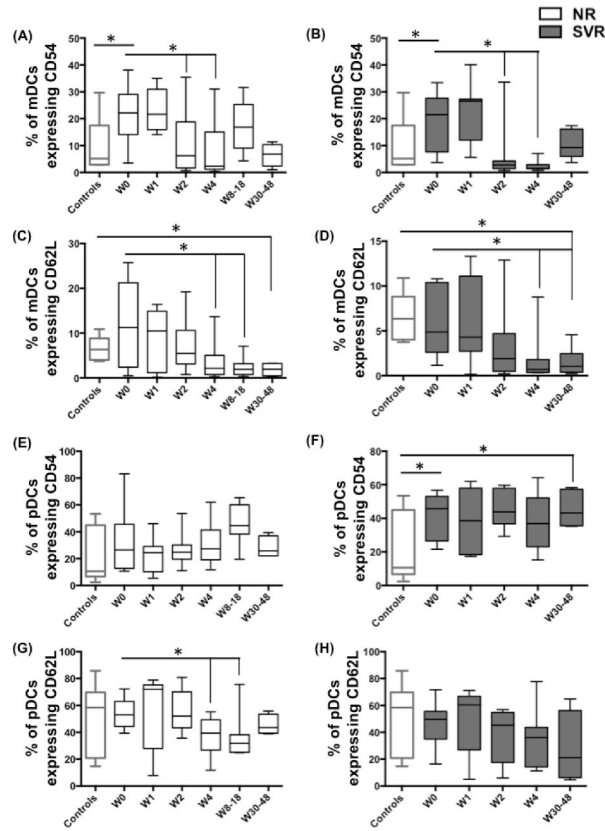 NR
SVR
(A)
% of mDCs
expressing CD54
50
40
30
20
10
0
*
*
Controls
W0
W1
W2
W4
W8-18
W30-48
(B)
% of mDCs
expressing CD54
50
40
30
20
10
0
*
*
Controls
W0
W1
W2
W4
W30-48
(C)
% of mDCs
expressing CD62L
30
20
10
0
*
*
Controls
W0
W1
W2
W4
W8-18
W30-48
(D)
% of mDCs
expressing CD62L
15
10
5
0
*
*
Controls
W0
W1
W2
W4
W30-48
(E)
% of pDCs
expressing CD54
100
80
60
40
20
0
Controls
W0
W1
W2
W4
W8-18
W30-48
(F)
% of pDCs
expressing CD54
80
60
40
20
0
*
*
Controls
W0
W1
W2
W4
W30-48
(G)
% of pDCs
expressing CD62L
100
80
60
40
20
0
*
Controls
W0
W1
W2
W4
W8-18
W30-48
(H)
% of pDCs
expressing CD62L
100
80
60
40
20
0
Controls
W0
W1
W2
W4
W30-48